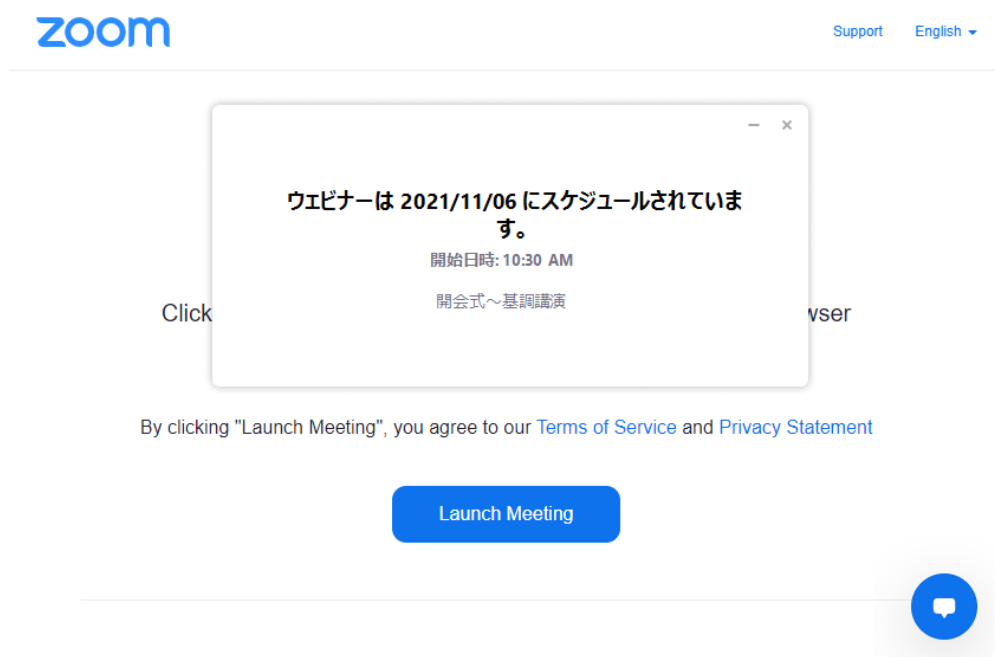 zoom
Support English
ウェビナーは 2021/11/06 にスケジュールされていま
す。
開始日時: 10:30 AM
開会式～基調講演
Click
By clicking "Launch Meeting", you agree to our Terms of Service and Privacy Statement
Launch Meeting